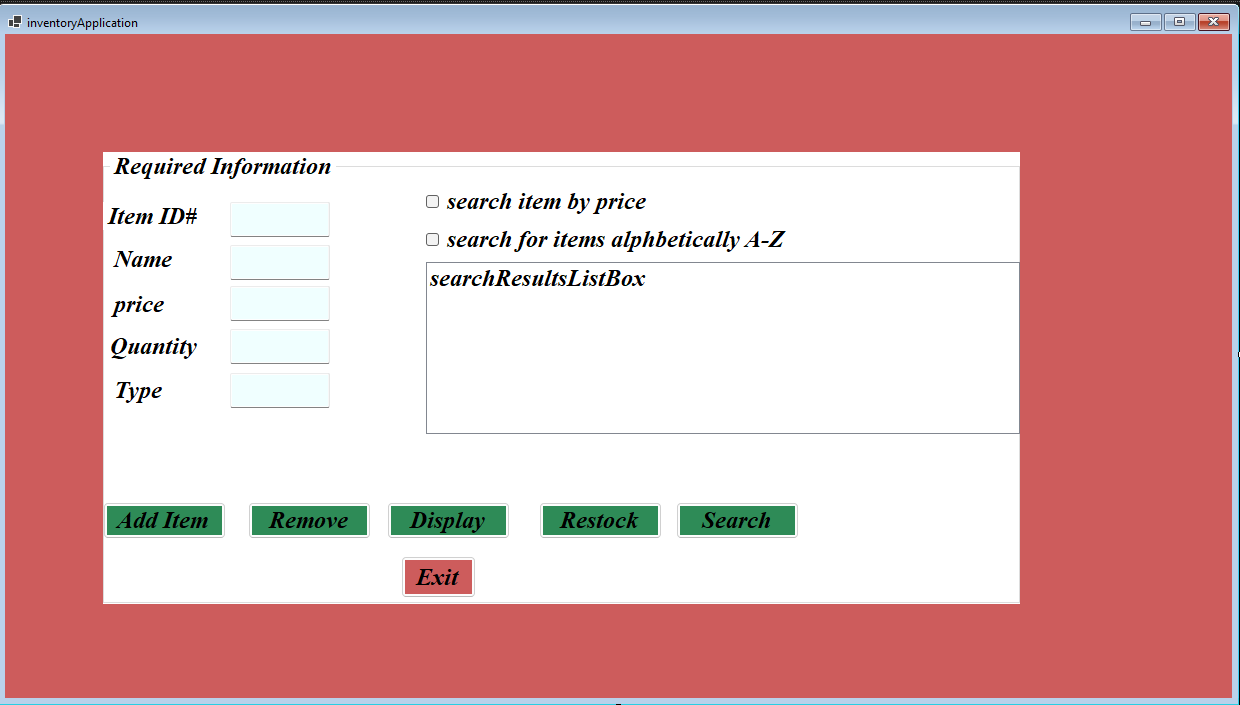 inventoryApplication
Required Information
Item ID#
Name
price
Quantity
Type
search item by price
search for items alphbetically A-Z
searchResultsListBox
Add Item
Remove
Display
Restock
Search
Exit